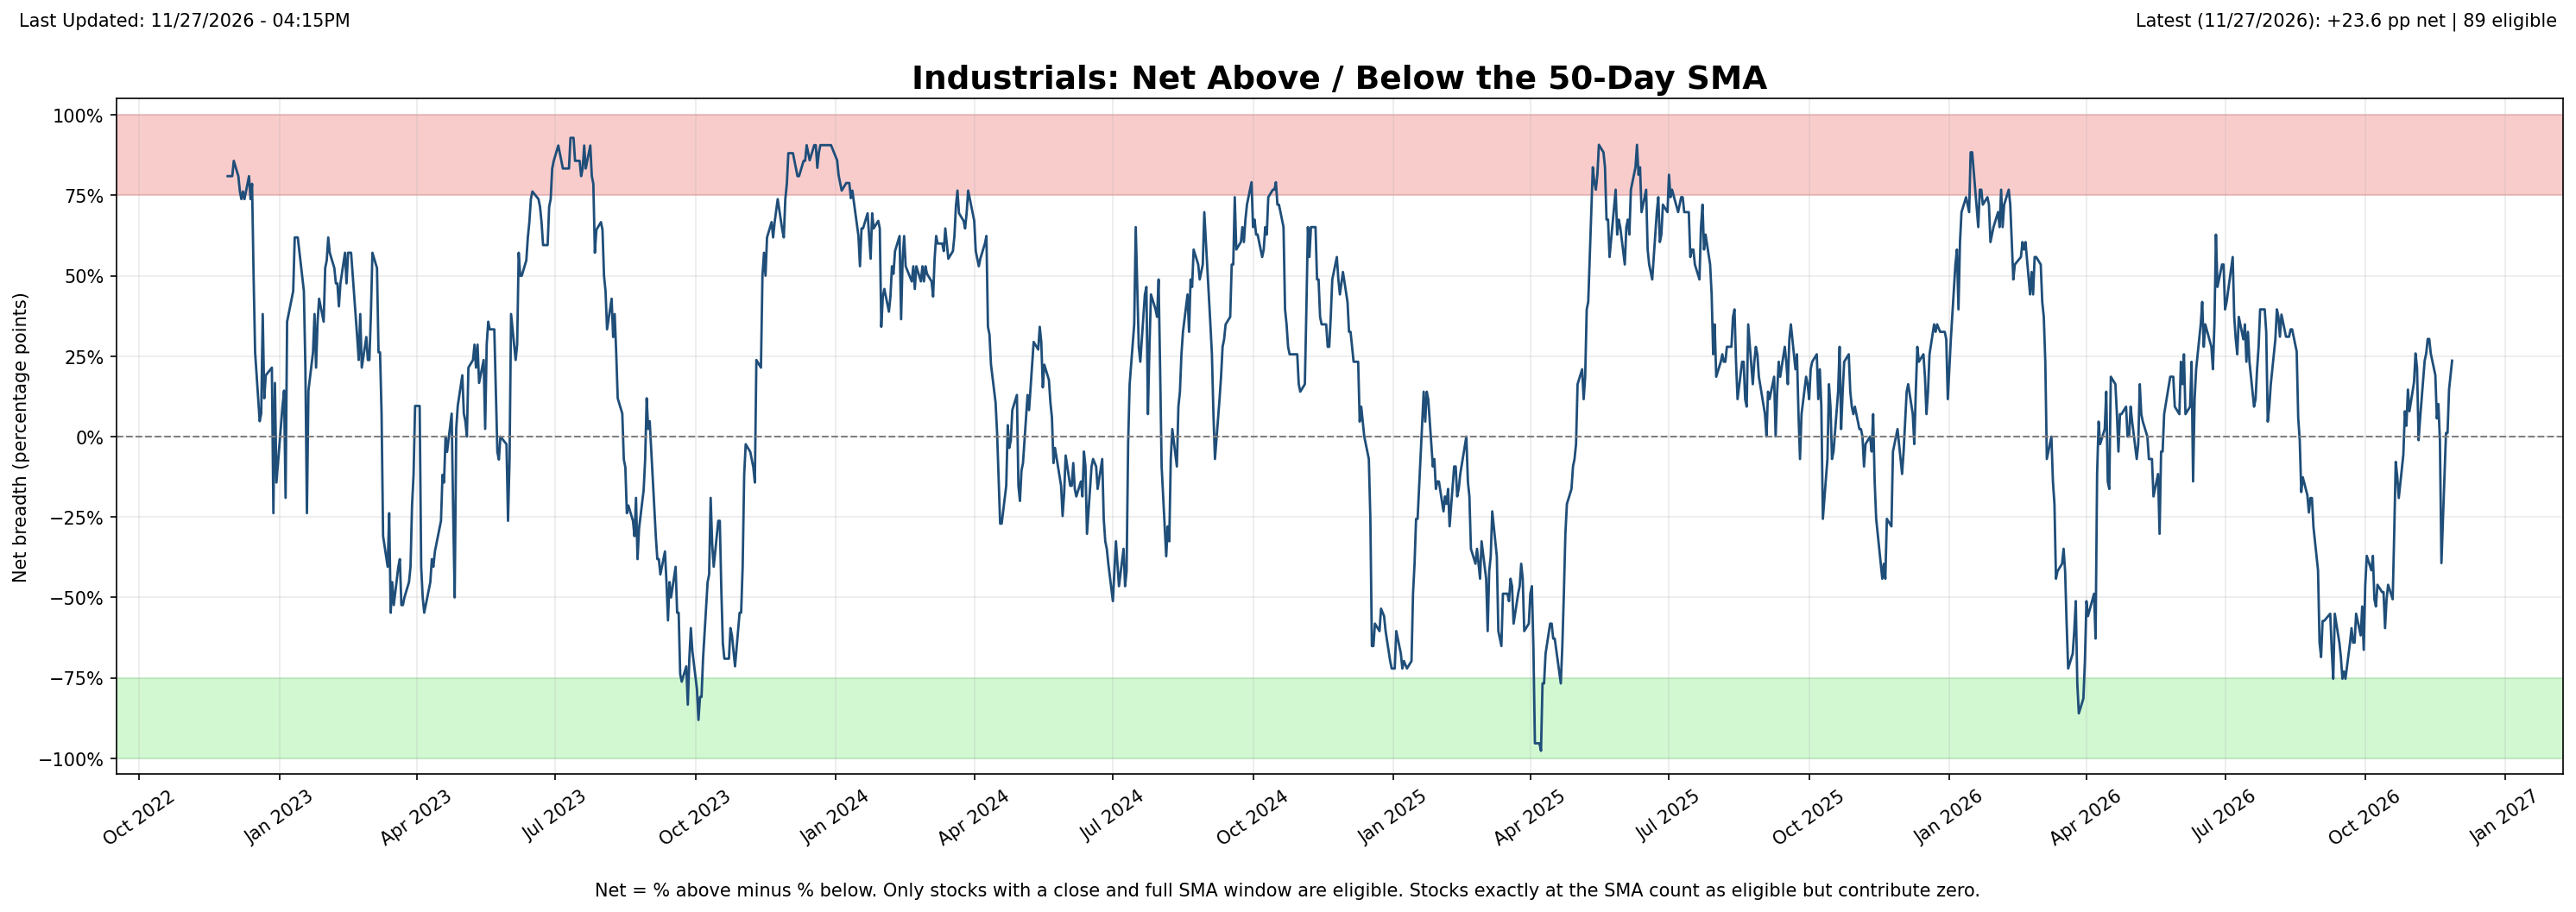 Last Updated: 11/27/2026 - 04:15PM
Latest (11/27/2026): +23.6 pp net | 89 eligible
Industrials: Net Above / Below the 50-Day SMA
Net breadth (percentage points)
100%
75%
50%
25%
0%
−25%
−50%
−75%
−100%
Oct 2022
Jan 2023
Apr 2023
Jul 2023
Oct 2023
Jan 2024
Apr 2024
Jul 2024
Oct 2024
Jan 2025
Apr 2025
Jul 2025
Oct 2025
Jan 2026
Apr 2026
Jul 2026
Oct 2026
Jan 2027
Net = % above minus % below. Only stocks with a close and full SMA window are eligible. Stocks exactly at the SMA count as eligible but contribute zero.